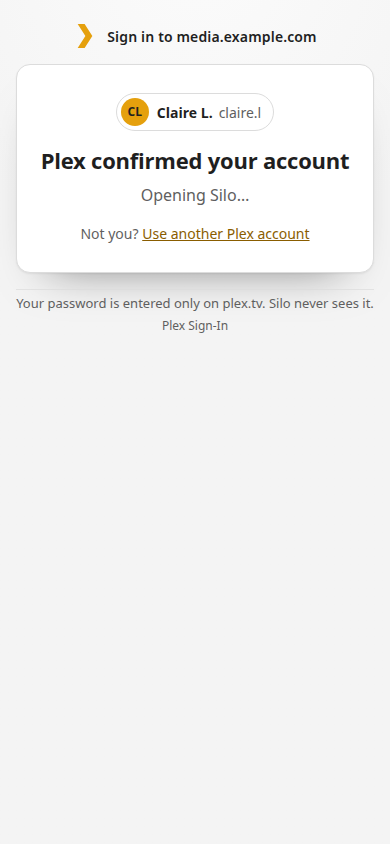 Sign in to media.example.com
CL Claire L. claire.l
Plex confirmed your account
Opening Silo...
Not you? Use another Plex account
Your password is entered only on plex.tv. Silo never sees it.
Plex Sign-In